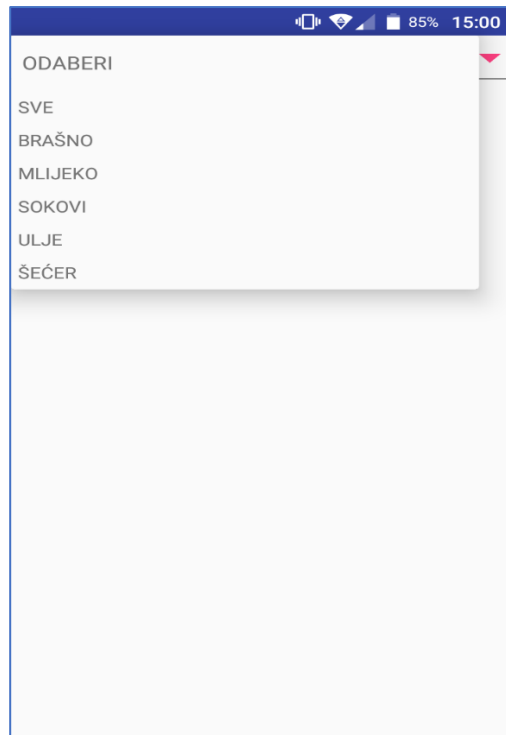 85% 15:00
ODABERI
SVE
BRAŠNO
MLIJEKO
SOKOVI
ULJE
ŠEĆER